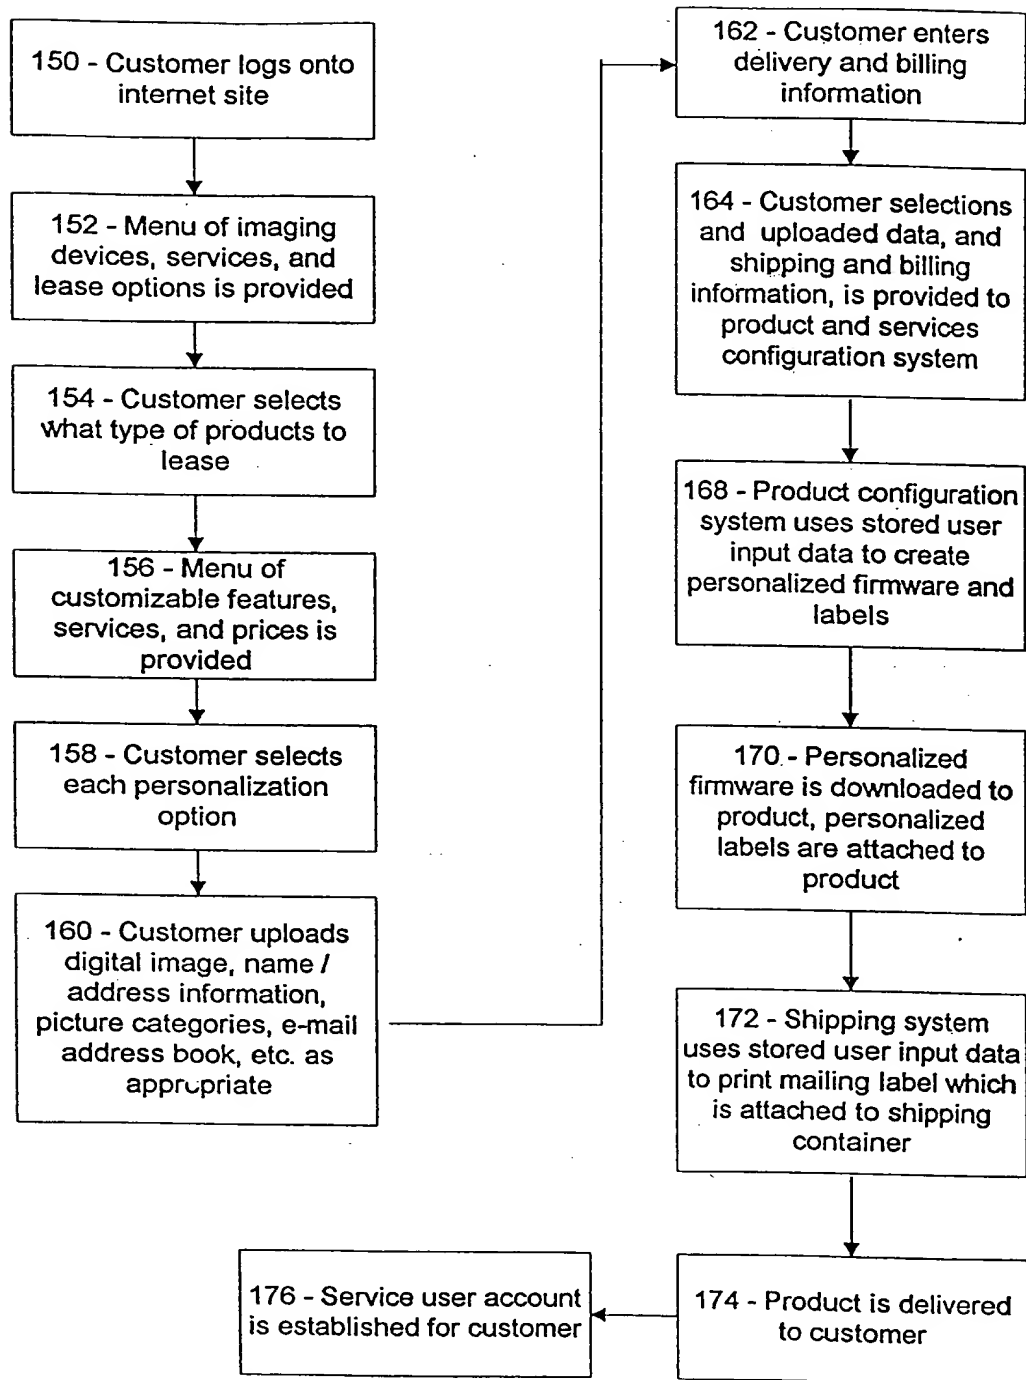 150 - Customer logs onto
internet site
152 - Menu of imaging
devices, services, and
lease options is provided
154 - Customer selects
what type of products to
lease
156 - Menu of
customizable features,
services, and prices is
provided
158 - Customer selects
each personalization
option
160 - Customer uploads
digital image, name /
address information,
picture categories, e-mail
address book, etc. as
appropriate
162 - Customer enters
delivery and billing
information
164 - Customer selections
and uploaded data, and
shipping and billing
information, is provided to
product and services
configuration system
168 - Product configuration
system uses stored user
input data to create
personalized firmware and
labels
170 - Personalized
firmware is downloaded to
product, personalized
labels are attached to
product
172 - Shipping system
uses stored user input data
to print mailing label which
is attached to shipping
container
174 - Product is delivered
to customer
176 - Service user account
is established for customer